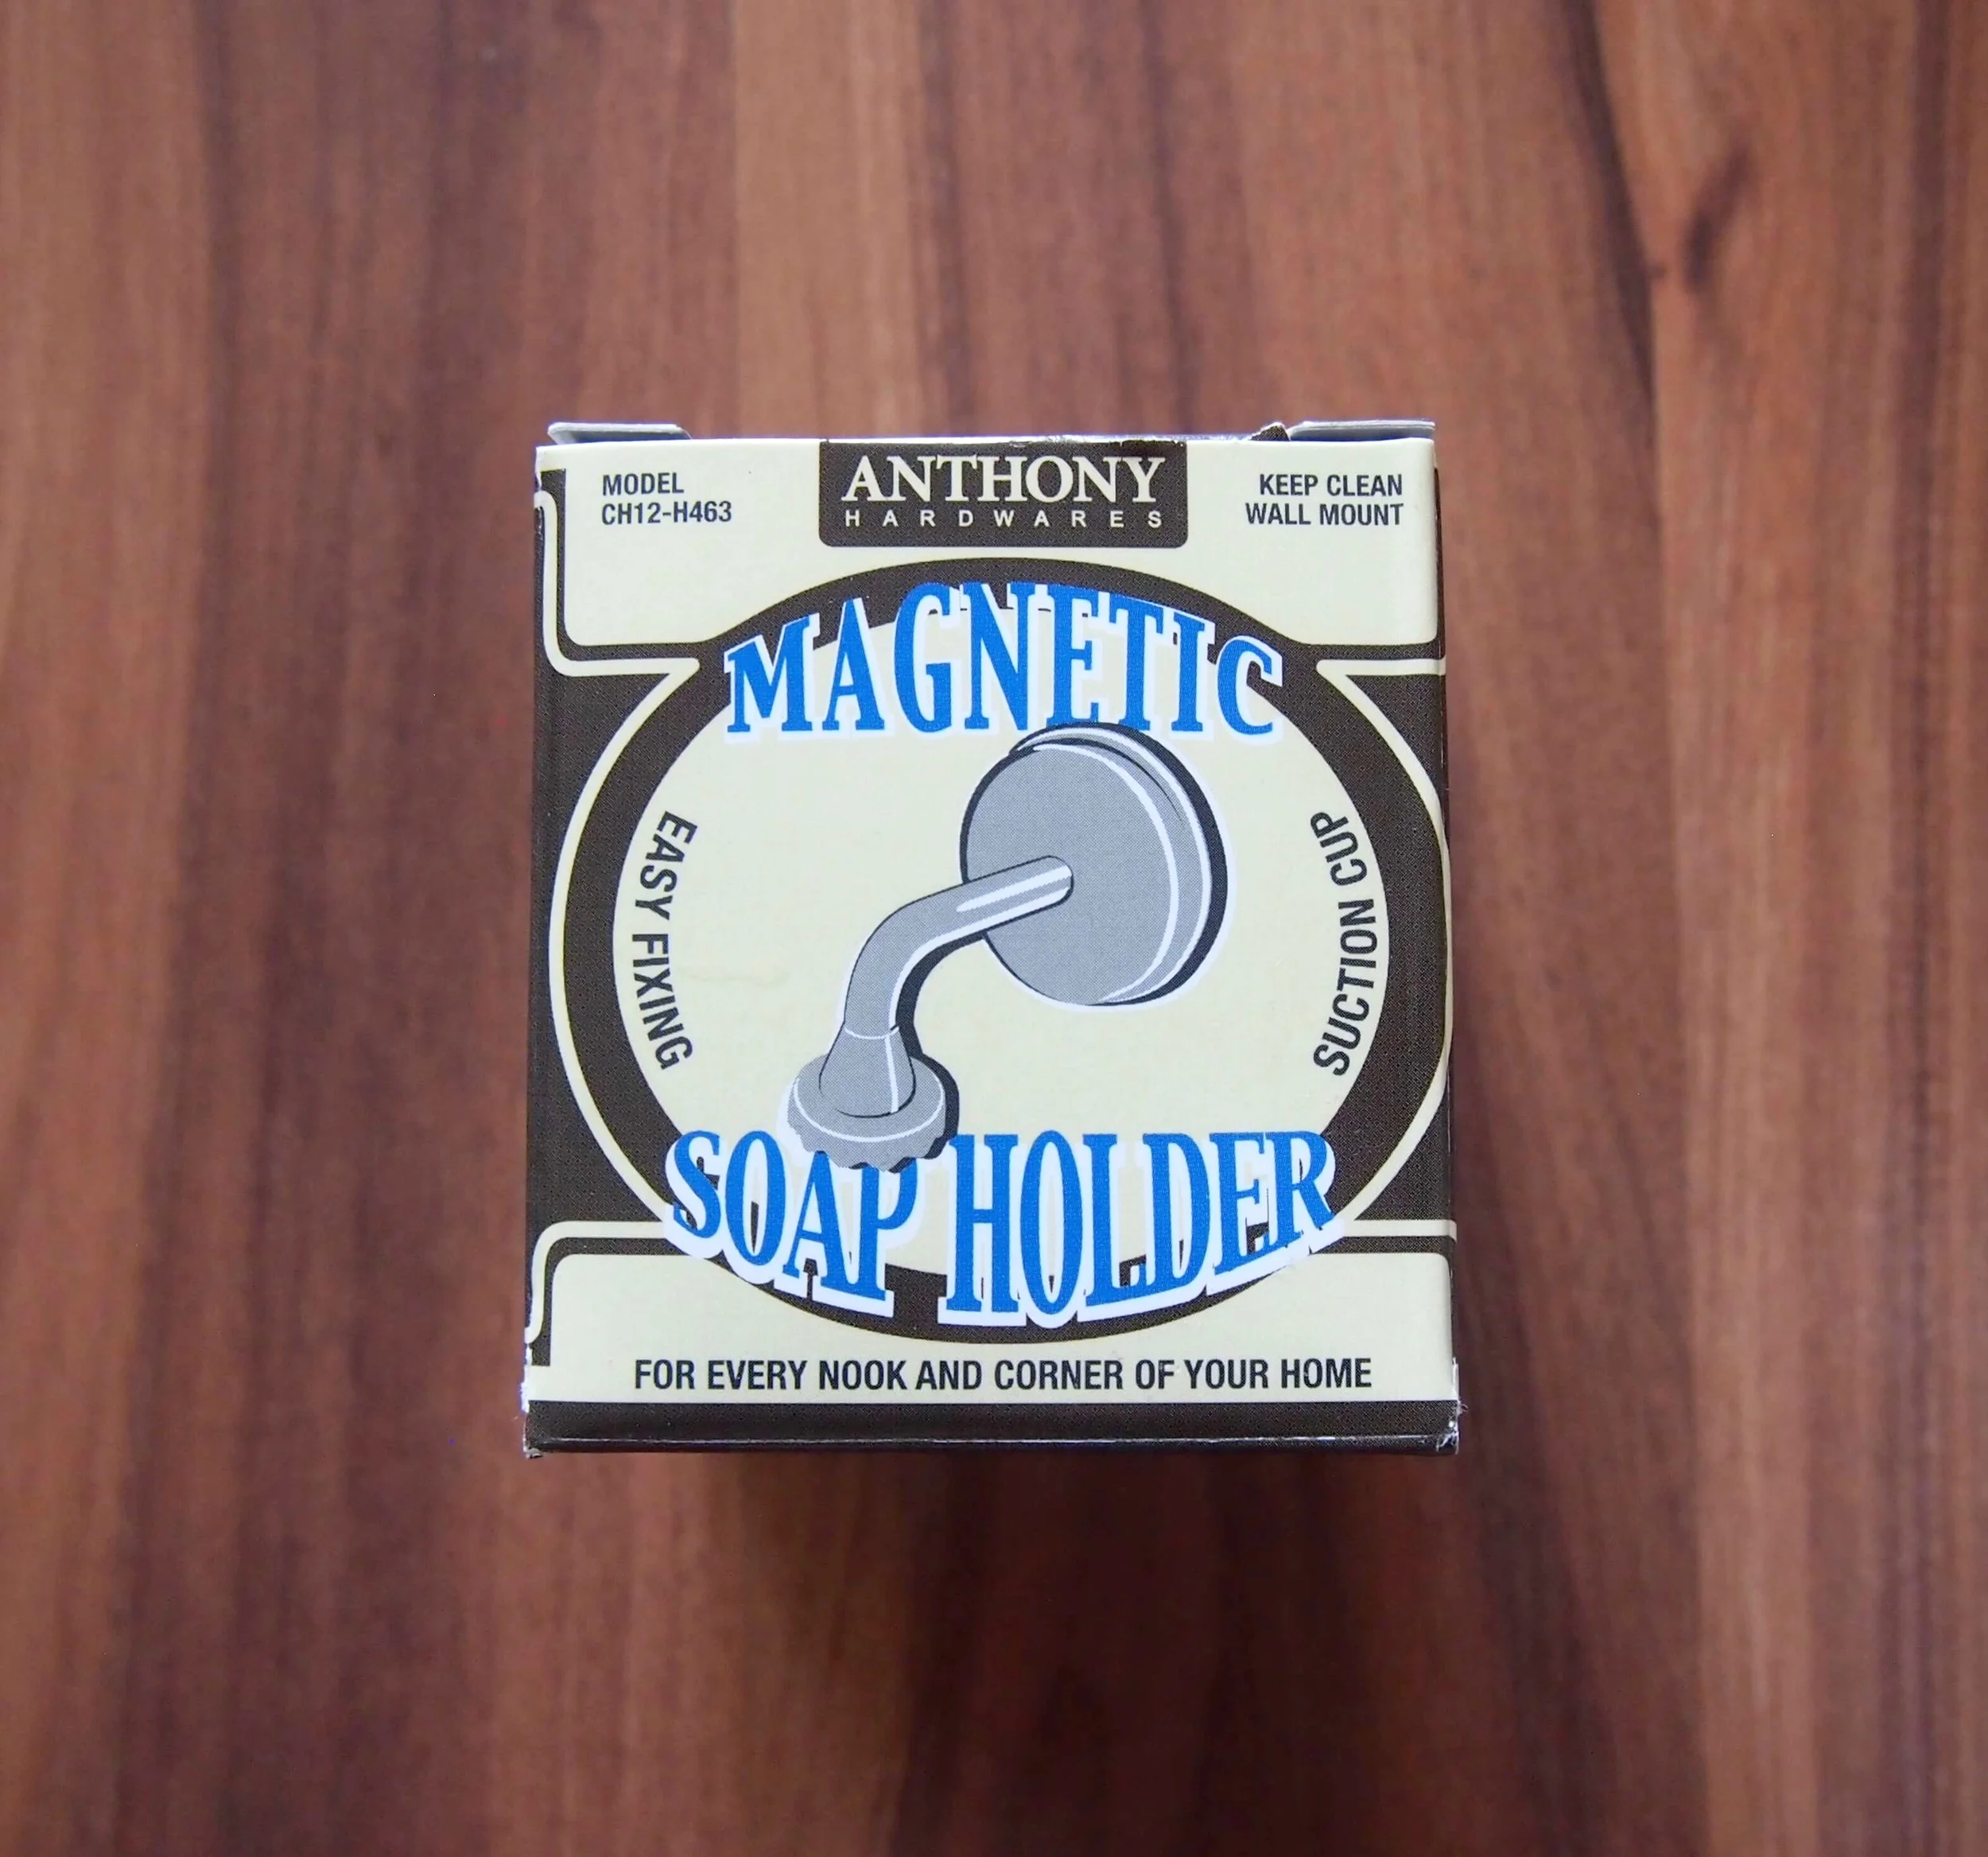 MODEL
CH12-H463
ANTHONY
HARDWARES
KEEP CLEAN
WALL MOUNT
MAGNETIC
EASY FIXING
SUCTION CUP
SOAP HOLDER
FOR EVERY NOOK AND CORNER OF YOUR HOME